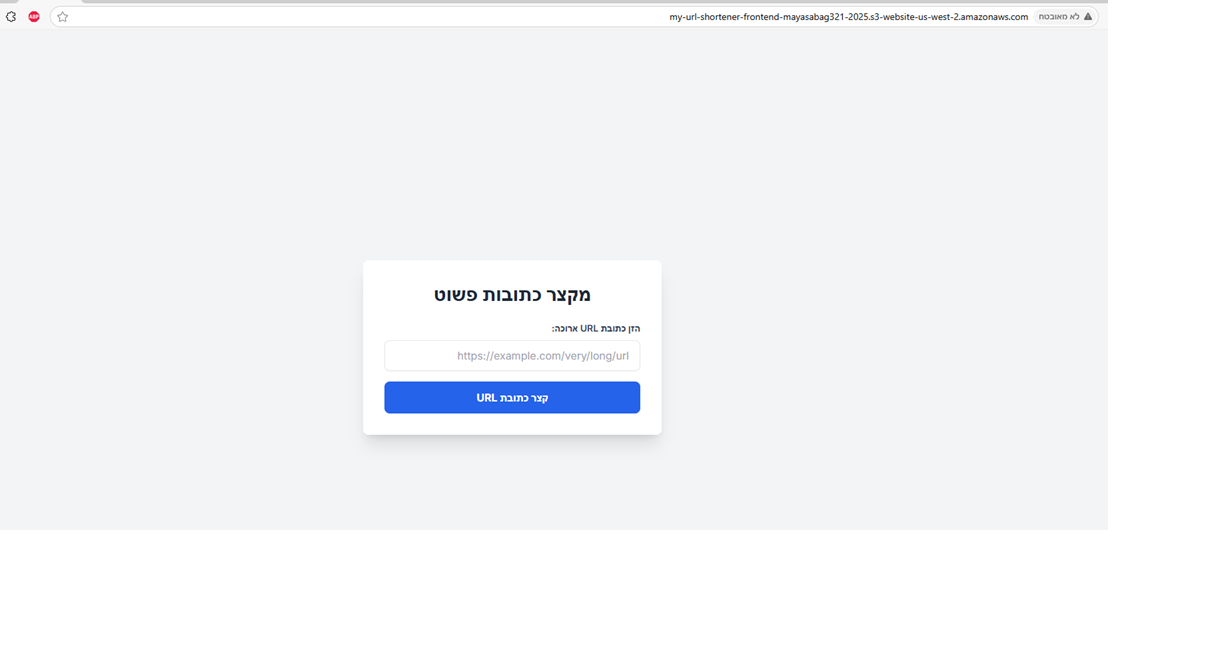 ABP
my-url-shortener-frontend-mayasabag321-2025.s3-website-us-west-2.amazonaws.com
לא מאובטח
מקצר כתובות פשוט
הזן כתובת URL ארוכה:
https://example.com/very/long/url
קצר כתובת URL